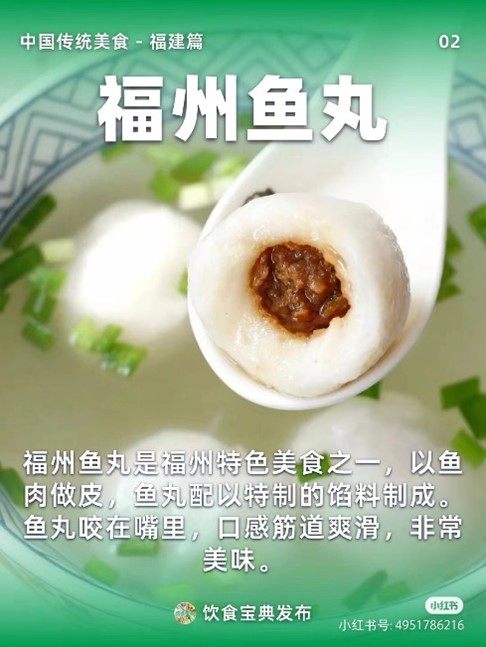 中国传统美食 - 福建篇
02
福州鱼丸
福州鱼丸是福州特色美食之一，以鱼
肉做皮，鱼丸配以特制的馅料制成。
鱼丸咬在嘴里，口感筋道爽滑，非常
美味。
饮食宝典发布
小红书
小红书号: 4951786216